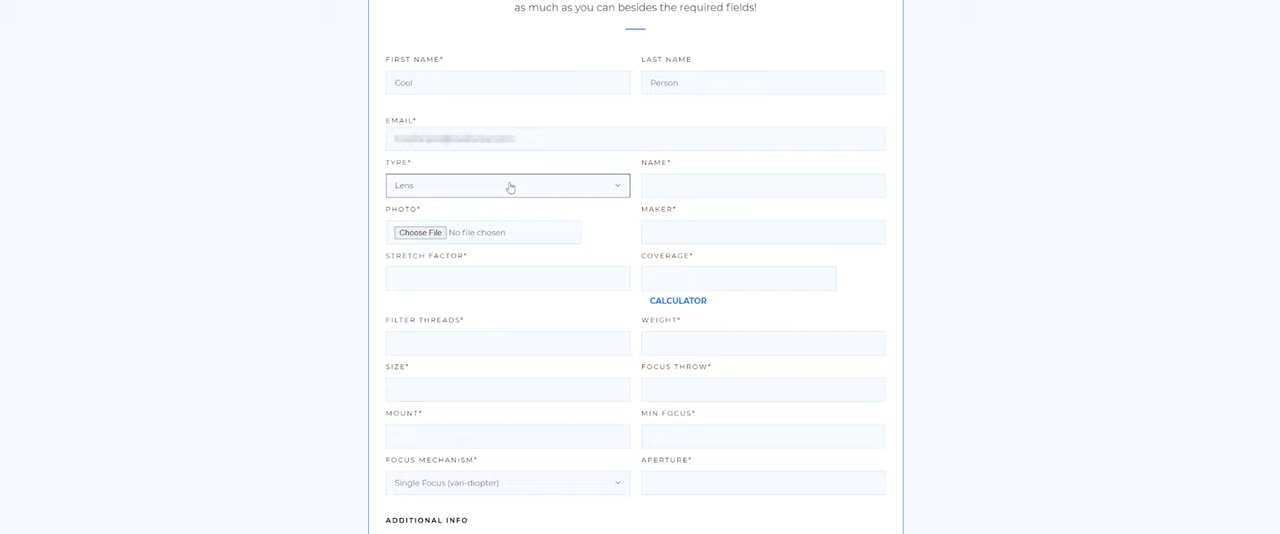 as much as you can besides the required fields!
FIRST NAME* LAST NAME
Cool Person
EMAIL*
TYPE* NAME*
Lens
PHOTO* MAKER*
Choose File No file chosen
STRETCH FACTOR* COVERAGE*
CALCULATOR
FILTER THREADS* WEIGHT*
SIZE* FOCUS THROW*
MOUNT* MIN FOCUS*
FOCUS MECHANISM* APERTURE*
Single Focus (vari-diopter)
ADDITIONAL INFO